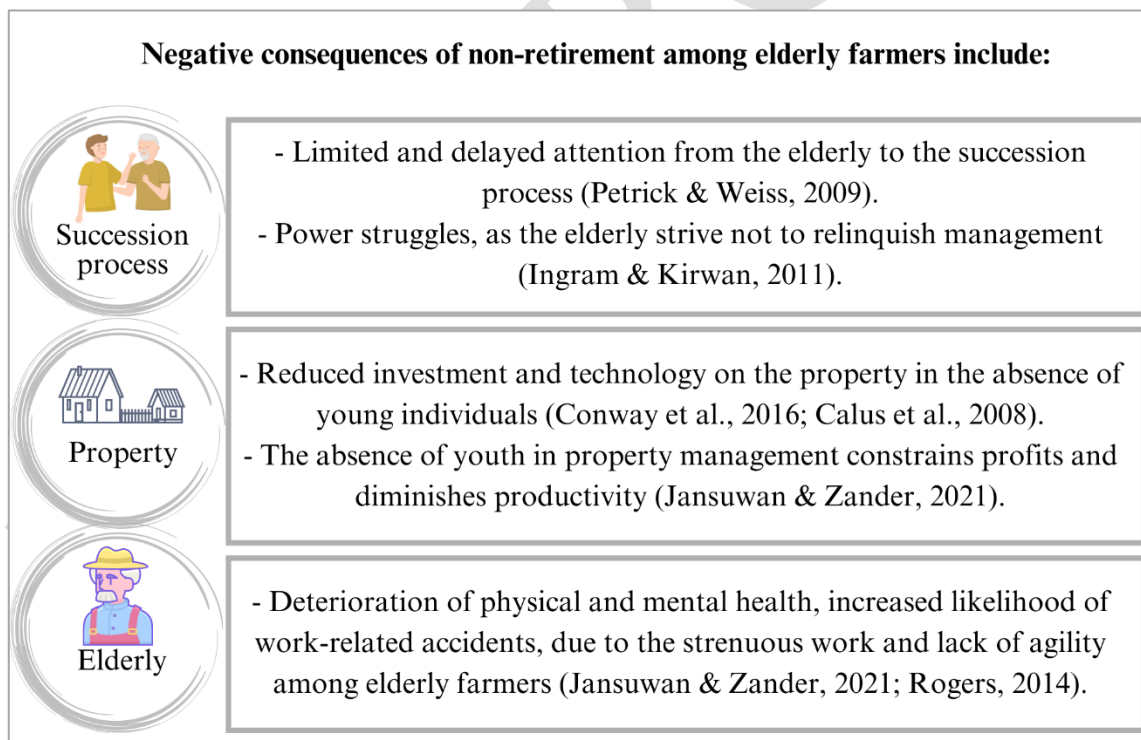 Negative consequences of non-retirement among elderly farmers include:
Succession
process
- Limited and delayed attention from the elderly to the succession
process (Petrick & Weiss, 2009).
- Power struggles, as the elderly strive not to relinquish management
(Ingram & Kirwan, 2011).
Property
- Reduced investment and technology on the property in the absence of
young individuals (Conway et al., 2016; Calus et al., 2008).
- The absence of youth in property management constrains profits and
diminishes productivity (Jansuwan & Zander, 2021).
Elderly
- Deterioration of physical and mental health, increased likelihood of
work-related accidents, due to the strenuous work and lack of agility
among elderly farmers (Jansuwan & Zander, 2021; Rogers, 2014).